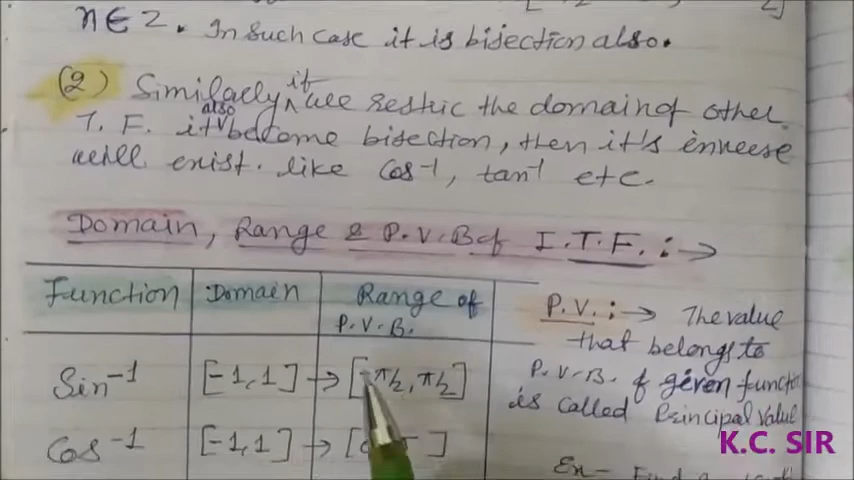 n ∈ Z. In such case it is bisection also.
(2) Similarly it we restric the domain of other
T. F. it also become bisection, then it's inverse
will exist. like Cos⁻¹, tan⁻¹ etc.
Domain, Range & P.V.B of I.T.F. :→
Function Domain Range of P.V.B.
Sin⁻¹ [-1,1] → [-π/2, π/2]
Cos⁻¹ [-1,1] → [
P.V. :→ The value
that belongs to
P.V.B. of given function
is called Principal Value
K.C. SIR
Ex- Find